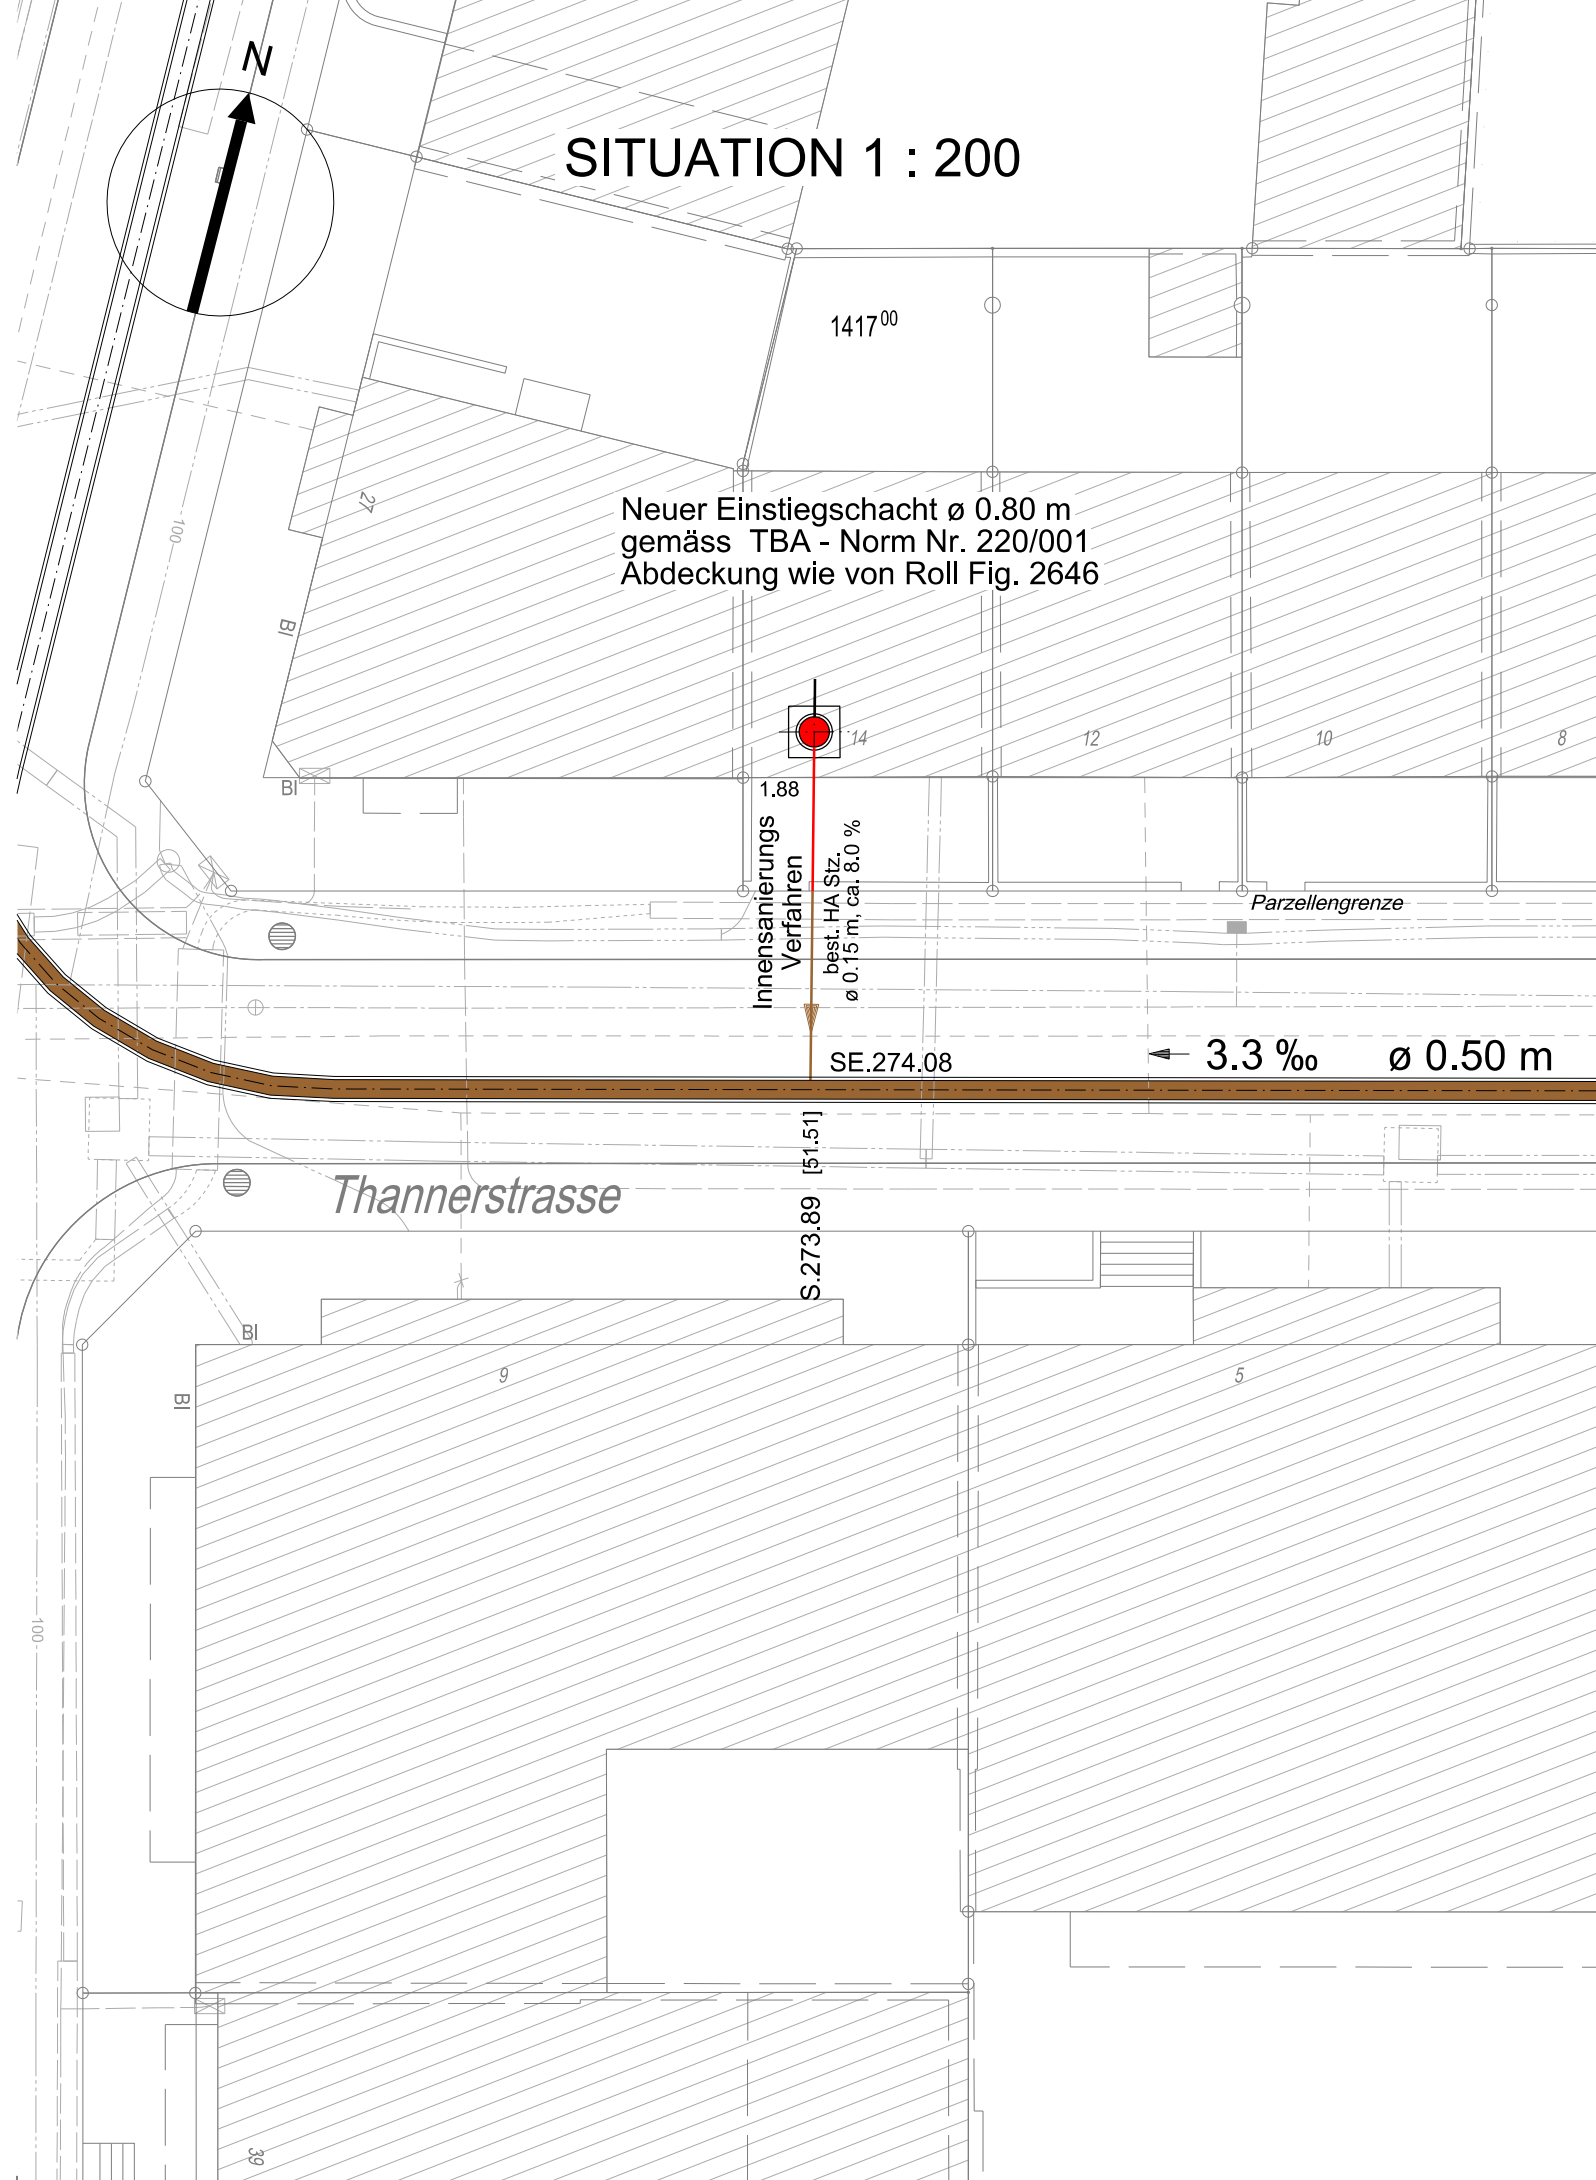 N
SITUATION 1 : 200
1417⁰⁰
27
100
Neuer Einstiegschacht ø 0.80 m
gemäss TBA - Norm Nr. 220/001
Abdeckung wie von Roll Fig. 2646
Bl
14
12
10
8
Bl
1.88
Innensanierungs
Verfahren
best. HA Stz.
ø 0.15 m, ca. 8.0 %
Parzellengrenze
SE.274.08
3.3 ‰
ø 0.50 m
S.273.89 [51.51]
Thannerstrasse
Bl
Bl
9
5
100
39